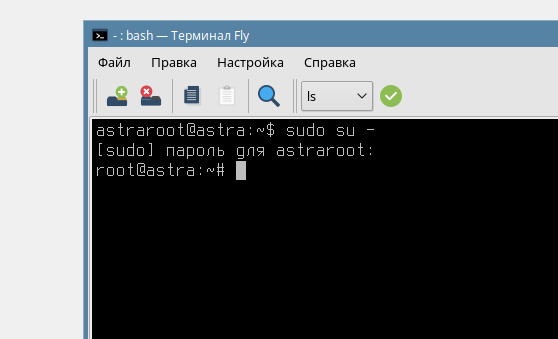 - : bash — Терминал Fly
Файл Правка Настройка Справка
ls
astraroot@astra:~$ sudo su -
[sudo] пароль для astraroot:
root@astra:~#